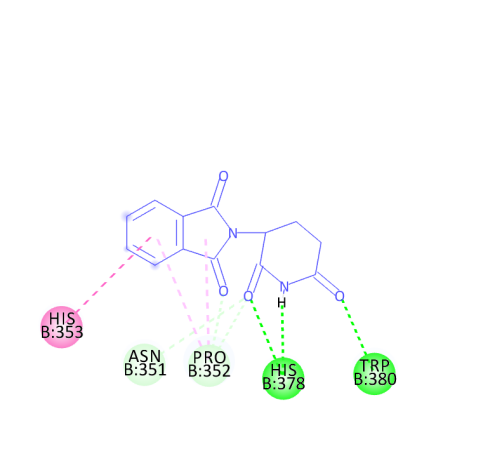 O
N
O
O
N
H
O
HIS
B:353
ASN
B:351
PRO
B:352
HIS
B:378
TRP
B:380